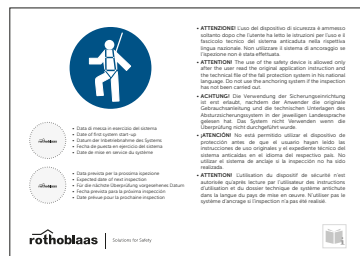 • ATTENZIONE! L'uso del dispositivo di sicurezza è ammesso
soltanto dopo che l'utente ha letto le istruzioni per l'uso e il
fascicolo tecnico del sistema anticaduta nella rispettiva
lingua nazionale. Non utilizzare il sistema di ancoraggio se
l'ispezione non è stata effettuata.
• ATTENTION! The use of the safety device is allowed only
after the user read the original application instruction and
the technical file of the fall protection system in his national
language. Do not use the anchoring system if the inspection
has not been carried out.
• ACHTUNG! Die Verwendung der Sicherungseinrichtung
ist erst erlaubt, nachdem der Anwender die originale
Gebrauchsanleitung und die technischen Unterlagen des
Absturzsicherungssystem in der jeweiligen Landessprache
gelesen hat. Das System nicht Verwenden wenn die
Überprüfung nicht durchgeführt wurde.
• ¡ATENCIÓN! No está permitido utilizar el dispositivo de
protección antes de que el usuario hayan leído las
instrucciones de uso originales y el expediente técnico del
sistema anticaídas en el idioma del respectivo país. No
utilizar el sistema de anclaje si la inspección no ha sido
realizada.
• ATTENTION! L'utilisation du dispositif de sécurité n'est
autorisée qu'après lecture par l'utilisateur des instructions
d'utilisation et du dossier technique de système antichute
dans la langue du pays de mise en œuvre. N'utilisez pas le
système d'ancrage si l'inspection n'a pas été réalisé.
rothoblaas
• Data di messa in esercizio del sistema
• Date of first system start-up
• Datum der Inbetriebnahme des Systems
• Fecha de puesta en ejercicio del sistema
• Date de mise en service du système
rothoblaas
• Data prevista per la prossima ispezione
• Expected date of next inspection
• Für die nächste Überprüfung vorgesehenes Datum
• Fecha prevista para la próxima inspección
• Date prévue pour la prochaine inspection
rothoblaas
Solutions for Safety